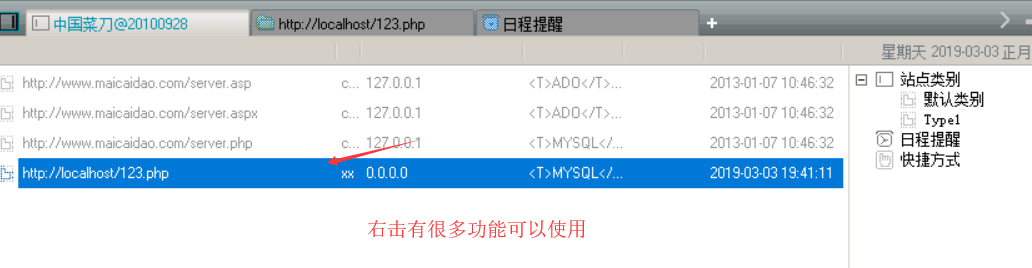 中国菜刀@20100928 http://localhost/123.php 日程提醒
星期天 2019-03-03 正月
http://www.maicaidao.com/server.asp c... 127.0.0.1 <T>ADO</T>... 2013-01-07 10:46:32
http://www.maicaidao.com/server.aspx c... 127.0.0.1 <T>ADO</T>... 2013-01-07 10:46:32
http://www.maicaidao.com/server.php c... 127.0.0.1 <T>MYSQL</... 2013-01-07 10:46:32
http://localhost/123.php xx 0.0.0.0 <T>MYSQL</... 2019-03-03 19:41:11
站点类别
默认类别
Type1
日程提醒
快捷方式
右击有很多功能可以使用